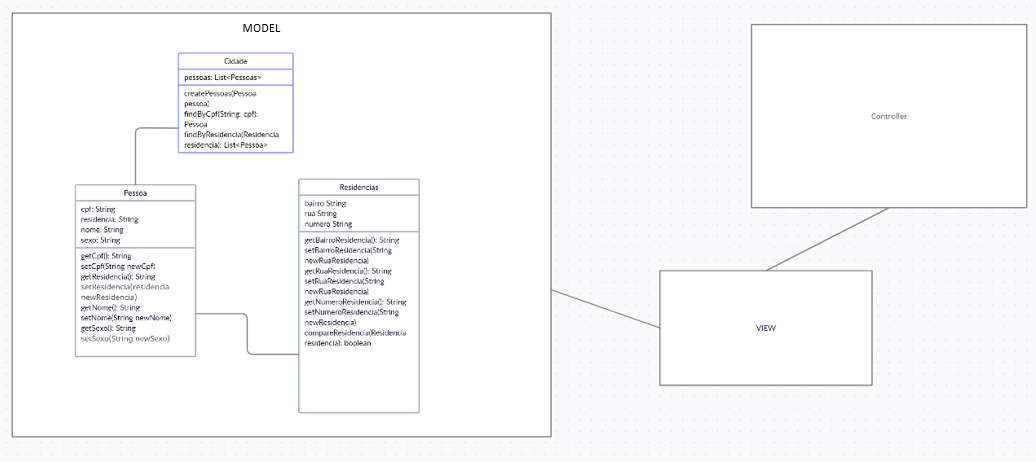 MODEL
Cidade
pessoas: List<Pessoas>
createPessoas(Pessoa
pessoa)
findByCpf(String: cpf):
Pessoa
findByResidencia(Residencia
residencia): List<Pessoa>
Pessoa
cpf: String
residencia: String
nome: String
sexo: String
getCpf(): String
setCpf(String newCpf)
getResidencia(): String
setResidencia(residencia
newResidencia)
getNome(): String
setNome(String newNome)
getSexo(): String
setSexo(String newSexo)
Residencias
bairro String
rua String
numero String
getBairroResidencia(): String
setBairroResidencia(String
newRuaResidencia)
getRuaResidencia(): String
setRuaResidencia(String
newRuaResidencia)
getNumeroResidencia(): String
setNumeroResidencia(String
newResidencia)
compareResidencia(Residencia
residencia): boolean
Controller
VIEW